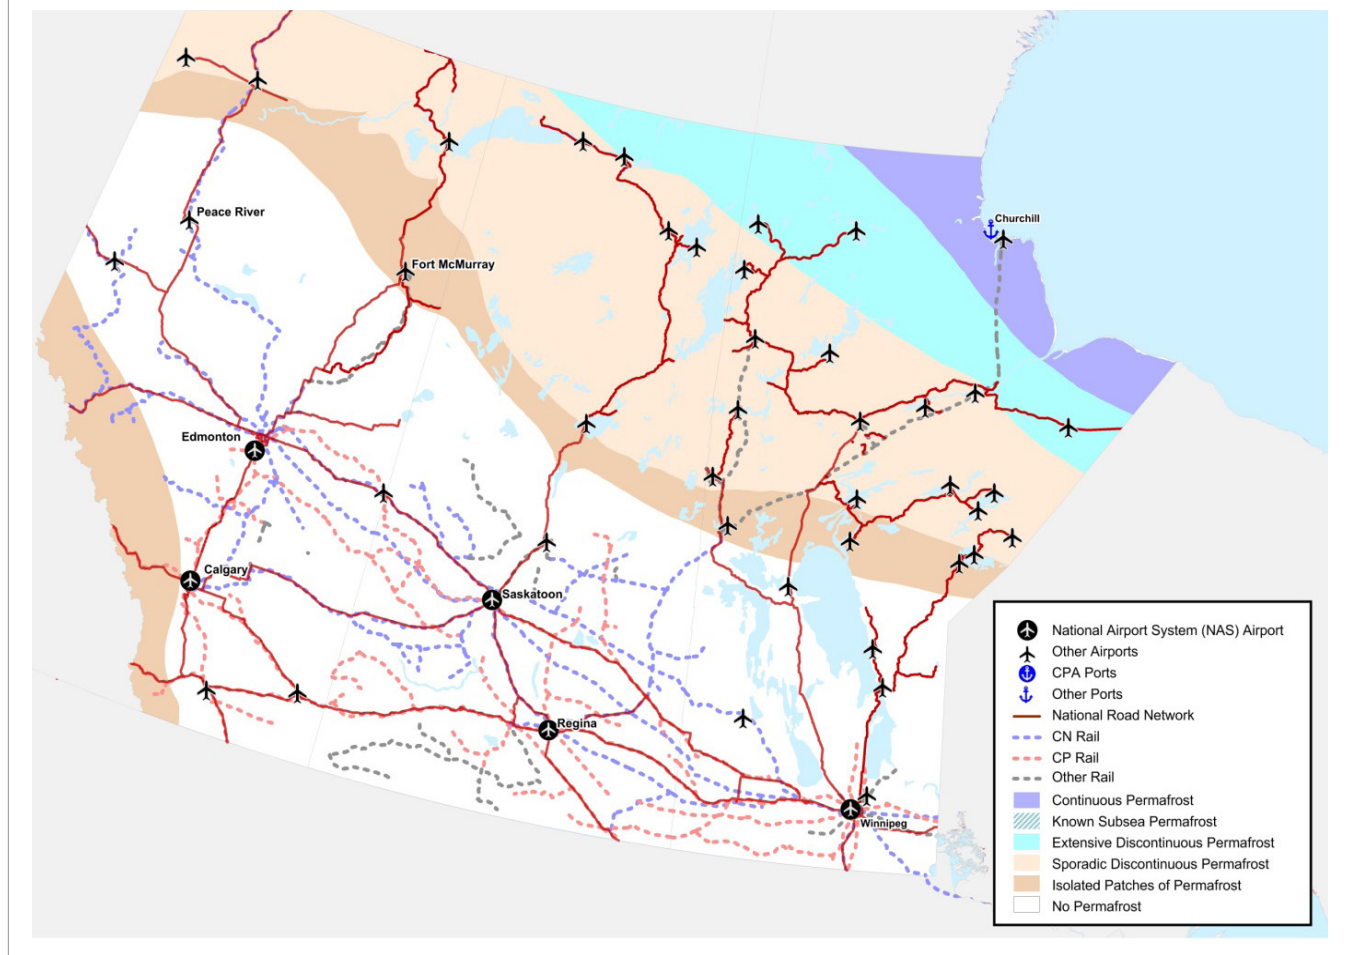 Peace River
Churchill
Fort McMurray
Edmonton
Calgary
Saskatoon
Regina
Winnipeg
National Airport System (NAS) Airport
Other Airports
CPA Ports
Other Ports
National Road Network
CN Rail
CP Rail
Other Rail
Continuous Permafrost
Known Subsea Permafrost
Extensive Discontinuous Permafrost
Sporadic Discontinuous Permafrost
Isolated Patches of Permafrost
No Permafrost